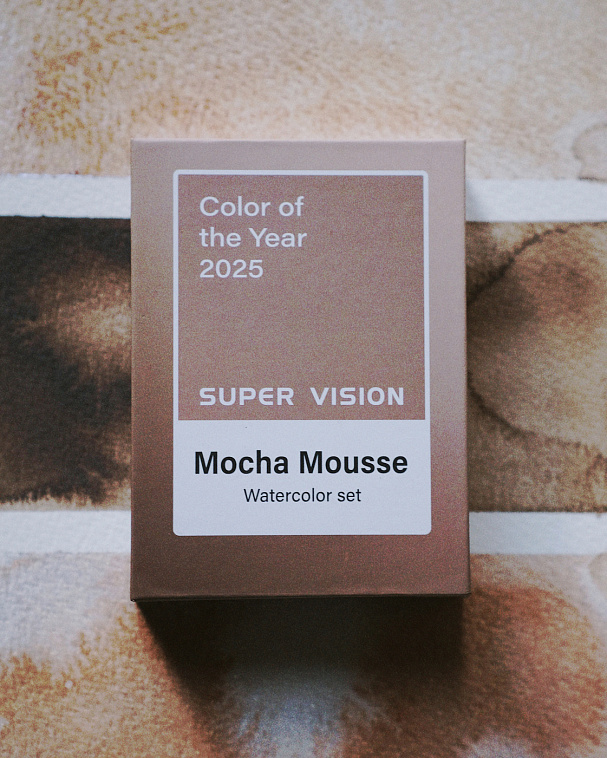 Color of
the Year
2025
SUPER VISION
Mocha Mousse
Watercolor set